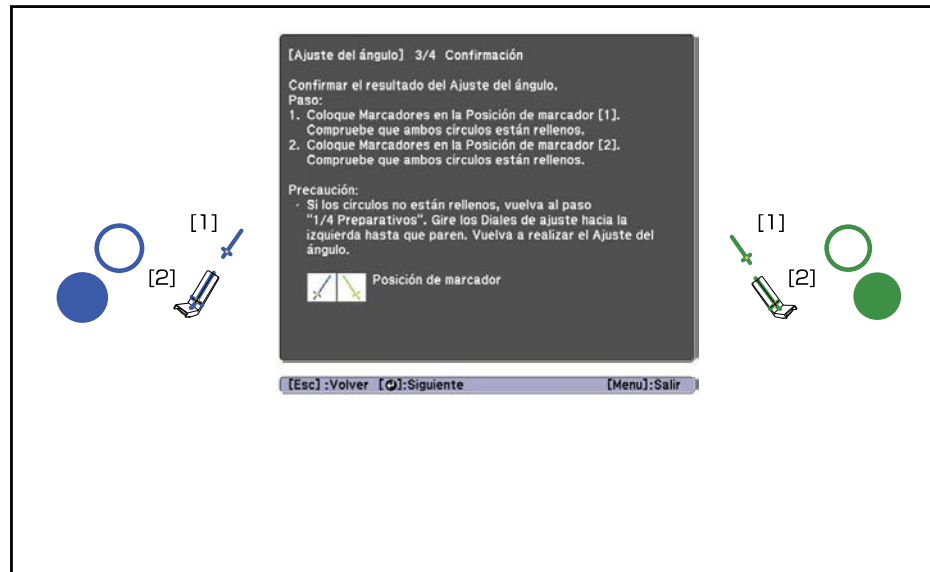 [Ajuste del ángulo] 3/4 Confirmación
Confirmar el resultado del Ajuste del ángulo.
Paso:
1. Coloque Marcadores en la Posición de marcador [1].
Compruebe que ambos círculos están rellenos.
2. Coloque Marcadores en la Posición de marcador [2].
Compruebe que ambos círculos están rellenos.
Precaución:
· Si los círculos no están rellenos, vuelva al paso
"1/4 Preparativos". Gire los Diales de ajuste hacia la
izquierda hasta que paren. Vuelva a realizar el Ajuste del
ángulo.
Posición de marcador
[1]
[2]
[1]
[2]
[Esc] :Volver [⏎]:Siguiente [Menu]:Salir